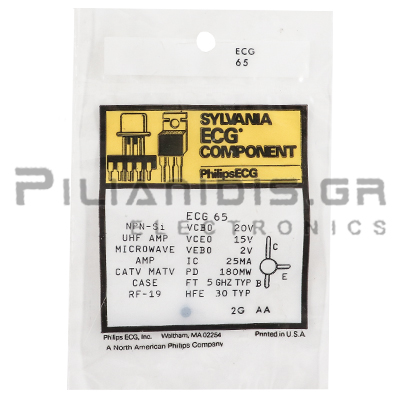 ECG
65
SYLVANIA
ECG®
COMPONENT
PhilipsECG
PILIANIDIS.GR
ELECTRONICS
ECG 65
NPN-Si VCBO 20V
UHF AMP VCEO 15V
MICROWAVE VEBO 2V
AMP IC 25MA
CATV MATV PD 180MW
CASE FT 5GHZ TYP
RF-19 HFE 30 TYP
C
E
B
2G AA
Philips ECG, Inc. Waltham, MA 02254 Printed in U.S.A.
A North American Philips Company